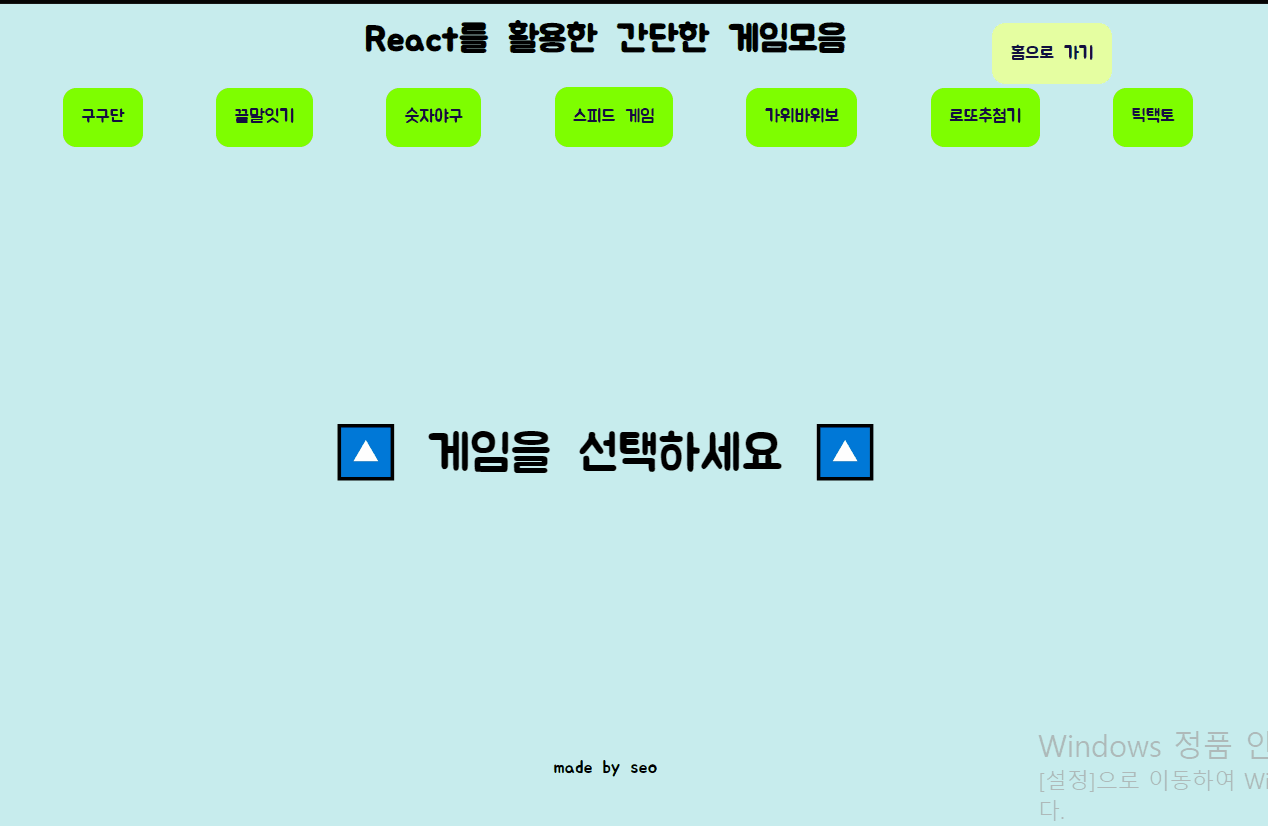 React를 활용한 간단한 게임모음
홈으로 가기
구구단 끝말잇기 숫자야구 스피드 게임 가위바위보 로또추첨기 틱택토
게임을 선택하세요
made by seo
Windows 정품 인
[설정]으로 이동하여 Wi
다.